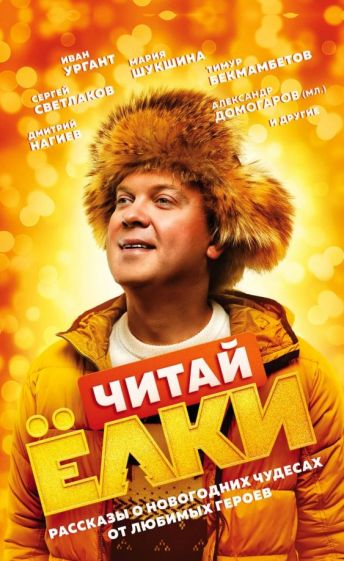 ИВАН
УРГАНТ
МАРИЯ
ШУКШИНА
ТИМУР
БЕКМАМБЕТОВ
СЕРГЕЙ
СВЕТЛАКОВ
АЛЕКСАНДР
ДОМОГАРОВ (МЛ.)
ДМИТРИЙ
НАГИЕВ
И ДРУГИЕ
ЧИТАЙ
ЁЛКИ
РАССКАЗЫ О НОВОГОДНИХ ЧУДЕСАХ
ОТ ЛЮБИМЫХ ГЕРОЕВ